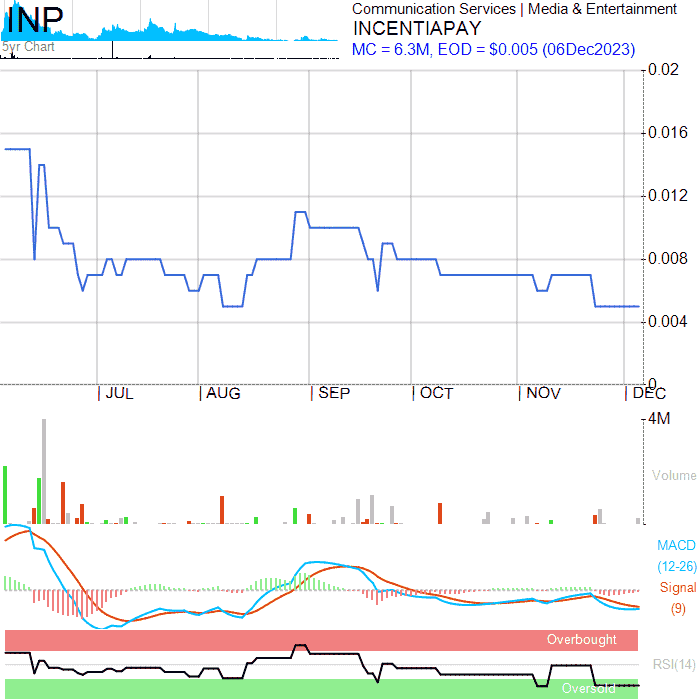 INP
5yr Chart
Communication Services | Media & Entertainment
INCENTIAPAY
MC = 6.3M, EOD = $0.005 (06Dec2023)
0.02
0.016
0.012
0.008
0.004
0
JUL AUG SEP OCT NOV DEC
4M
Volume
MACD
(12-26)
Signal
(9)
Overbought
RSI(14)
Oversold